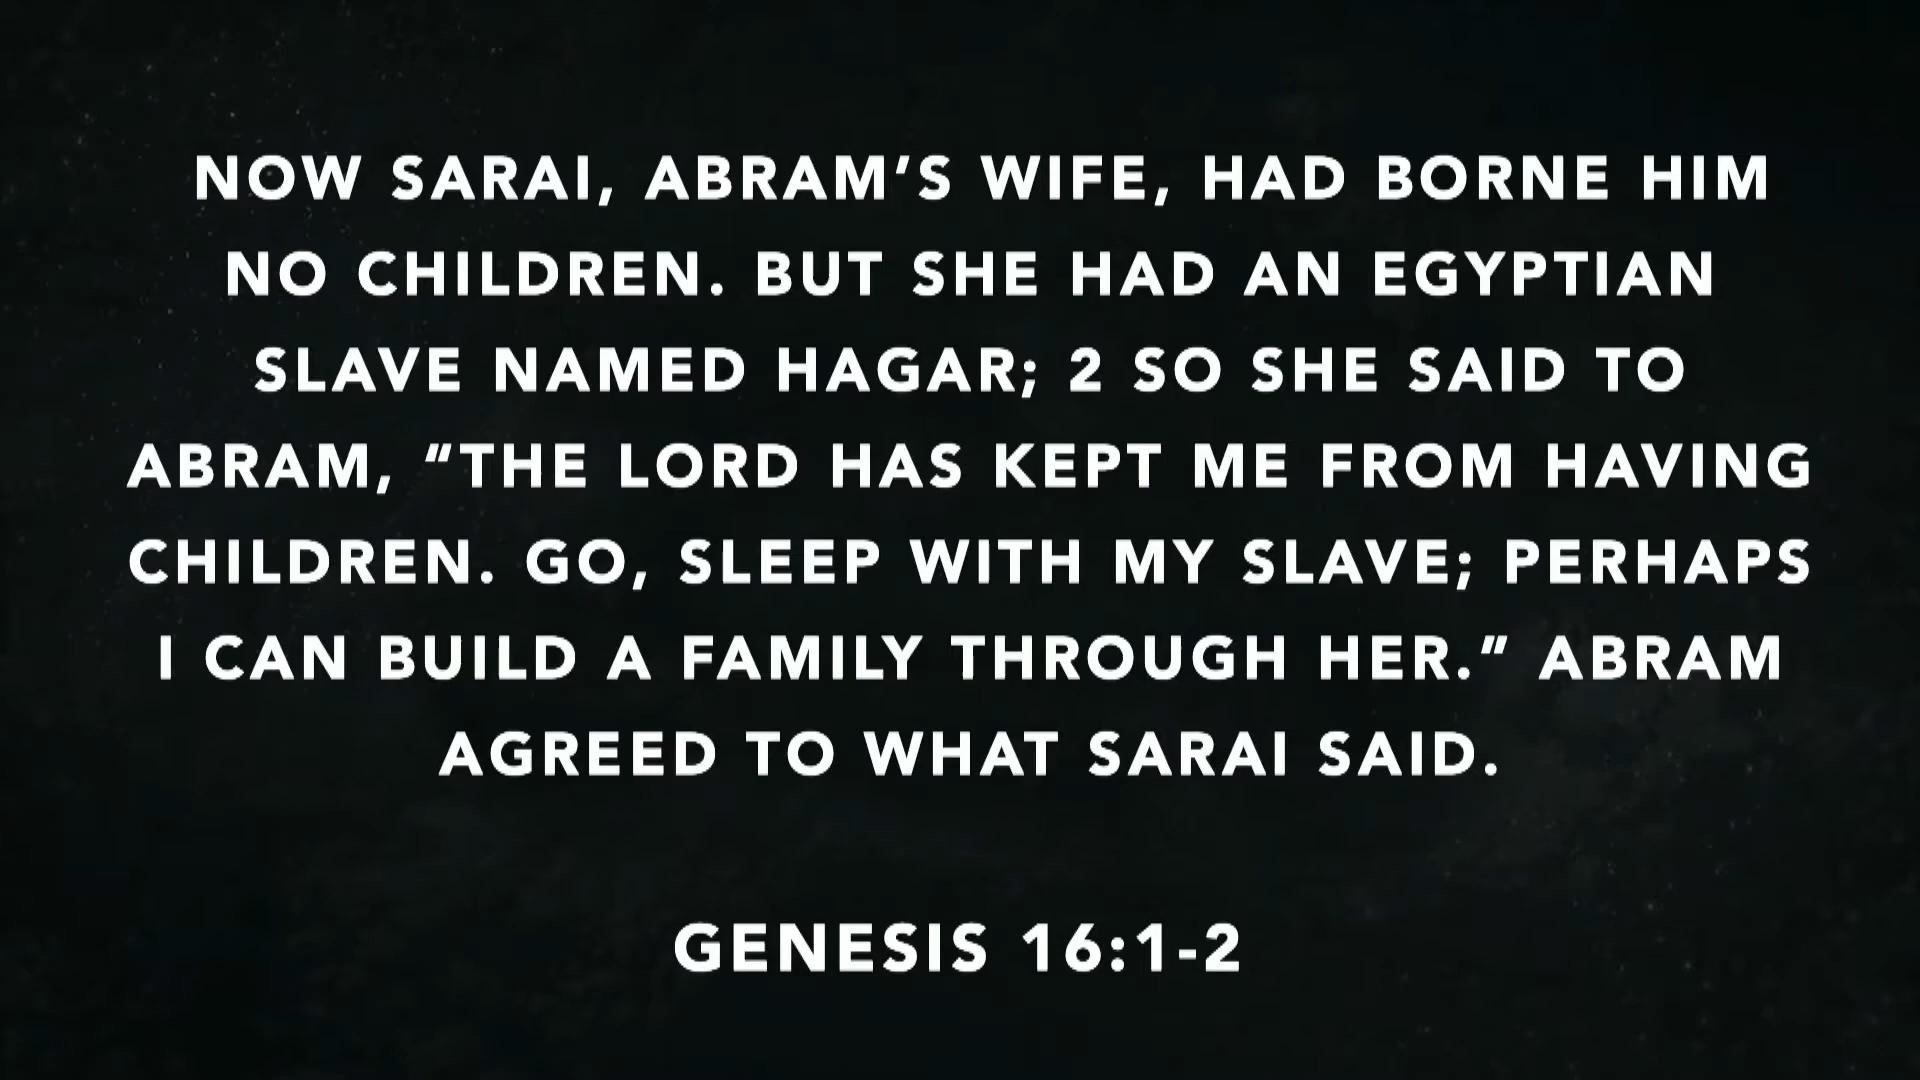 NOW SARAI, ABRAM’S WIFE, HAD BORNE HIM
NO CHILDREN. BUT SHE HAD AN EGYPTIAN
SLAVE NAMED HAGAR; 2 SO SHE SAID TO
ABRAM, “THE LORD HAS KEPT ME FROM HAVING
CHILDREN. GO, SLEEP WITH MY SLAVE; PERHAPS
I CAN BUILD A FAMILY THROUGH HER.” ABRAM
AGREED TO WHAT SARAI SAID.
GENESIS 16:1-2